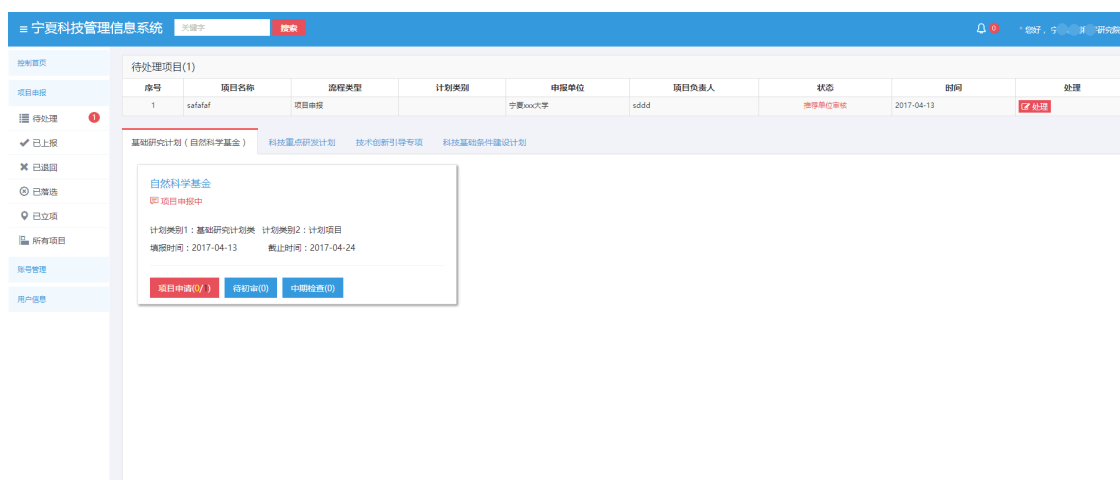 ≡ 宁夏科技管理信息系统 关键字 搜索 0 您好，宁
控制首页
项目申报
待处理 1
已上报
已退回
已落选
已立项
所有项目
账号管理
用户信息
待处理项目(1)
序号 项目名称 流程类型 计划类别 申报单位 项目负责人 状态 时间 处理
1 safafaf 项目申报 宁夏xxx大学 sddd 推荐单位审核 2017-04-13 处理
基础研究计划（自然科学基金） 科技重点研发计划 技术创新引导专项 科技基础条件建设计划
自然科学基金
项目申报中
计划类别1：基础研究计划类 计划类别2：计划项目
填报时间：2017-04-13 截止时间：2017-04-24
项目申请(0/1) 待初审(0) 中期检查(0)